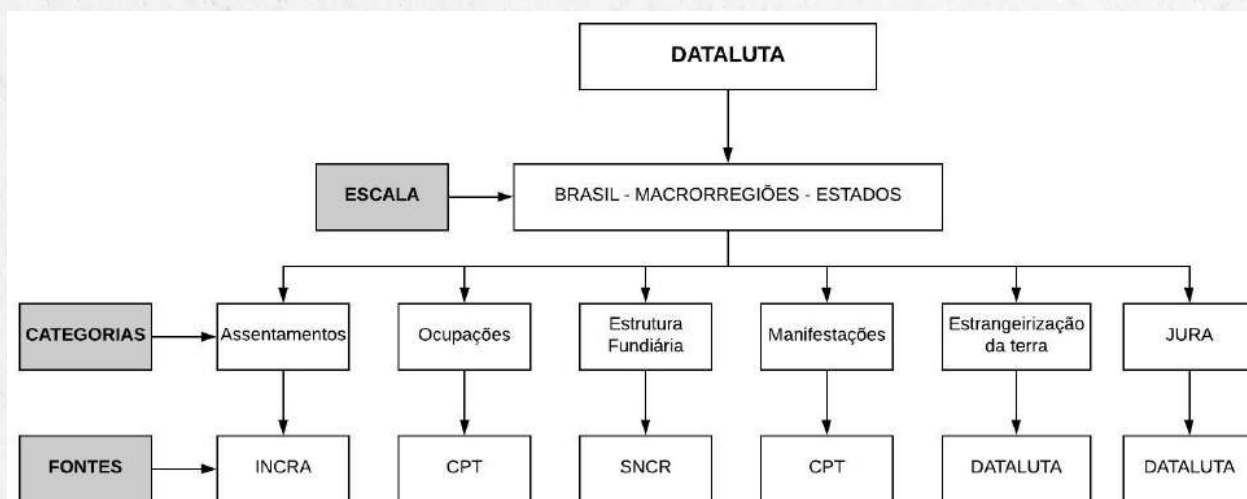 DATALUTA
ESCALA
BRASIL - MACRORREGIÕES - ESTADOS
CATEGORIAS
Assentamentos
Ocupações
Estrutura
Fundiária
Manifestações
Estrangeirização
da terra
JURA
FONTES
INCRA
CPT
SNCR
CPT
DATALUTA
DATALUTA